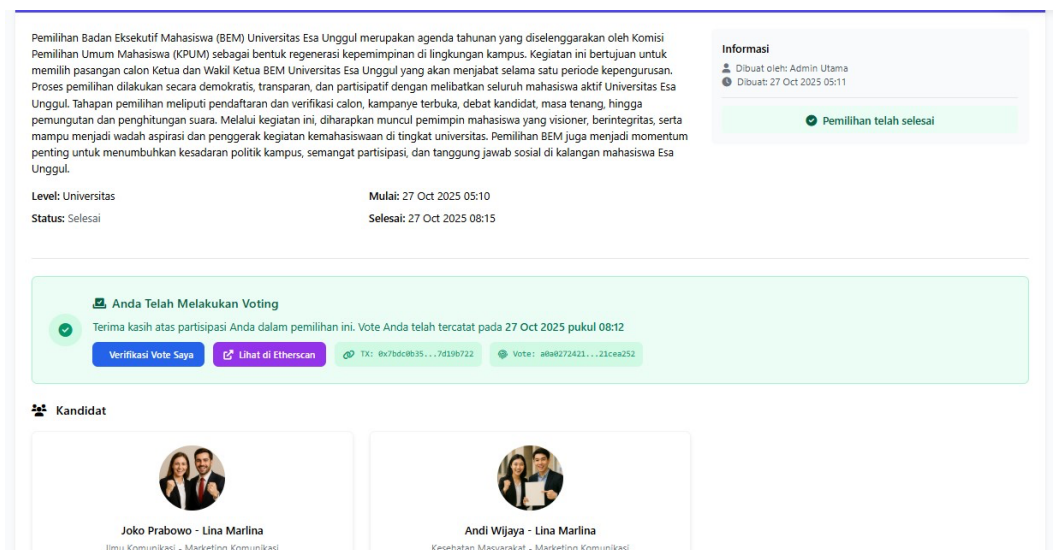 Pemilihan Badan Eksekutif Mahasiswa (BEM) Universitas Esa Unggul merupakan agenda tahunan yang diselenggarakan oleh Komisi
Pemilihan Umum Mahasiswa (KPUM) sebagai bentuk regenerasi kepemimpinan di lingkungan kampus. Kegiatan ini bertujuan untuk
memilih pasangan calon Ketua dan Wakil Ketua BEM Universitas Esa Unggul yang akan menjabat selama satu periode kepengurusan.
Proses pemilihan dilakukan secara demokratis, transparan, dan partisipatif dengan melibatkan seluruh mahasiswa aktif Universitas Esa
Unggul. Tahapan pemilihan meliputi pendaftaran dan verifikasi calon, kampanye terbuka, debat kandidat, masa tenang, hingga
pemungutan dan penghitungan suara. Melalui kegiatan ini, diharapkan muncul pemimpin mahasiswa yang visioner, berintegritas, serta
mampu menjadi wadah aspirasi dan penggerak kegiatan kemahasiswaan di tingkat universitas. Pemilihan BEM juga menjadi momentum
penting untuk menumbuhkan kesadaran politik kampus, semangat partisipasi, dan tanggung jawab sosial di kalangan mahasiswa Esa
Unggul.
Level: Universitas
Mulai: 27 Oct 2025 05:10
Status: Selesai
Selesai: 27 Oct 2025 08:15
Informasi
Dibuat oleh: Admin Utama
Dibuat: 27 Oct 2025 05:11
Pemilihan telah selesai
Anda Telah Melakukan Voting
Terima kasih atas partisipasi Anda dalam pemilihan ini. Vote Anda telah tercatat pada 27 Oct 2025 pukul 08:12
Verifikasi Vote Saya
Lihat di Etherscan
TX: 0x7bdc0b35...7d19b722
Vote: a0a0272421...21cea252
Kandidat
Joko Prabowo - Lina Marlina
Ilmu Komunikasi - Marketing Komunikasi
Andi Wijaya - Lina Marlina
Kesehatan Masyarakat - Marketing Komunikasi